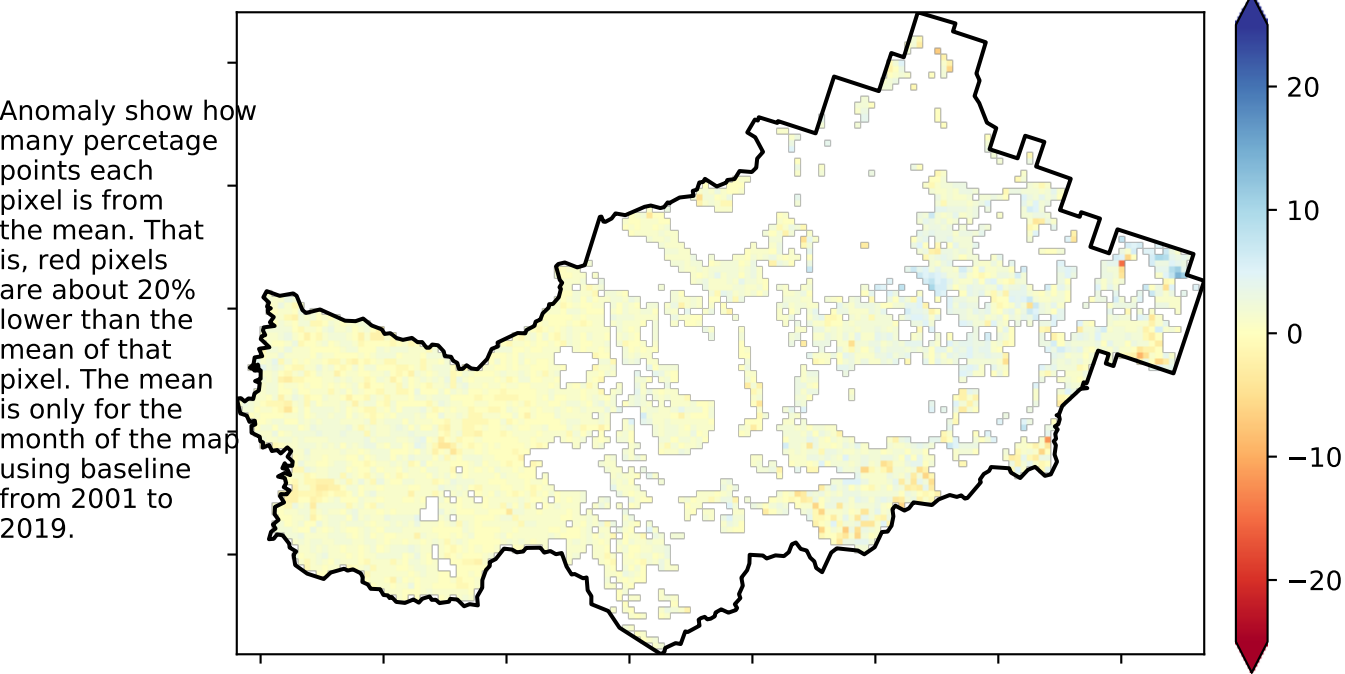 Anomaly show how
many percetage
points each
pixel is from
the mean. That
is, red pixels
are about 20%
lower than the
mean of that
pixel. The mean
is only for the
month of the map
using baseline
from 2001 to
2019.
20
10
0
−10
−20